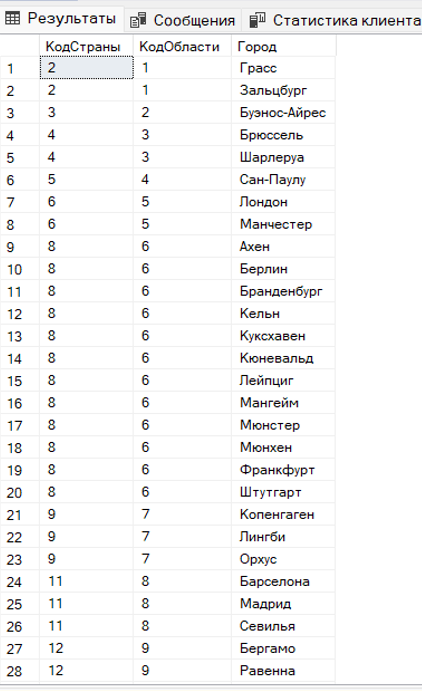 Результаты Сообщения Статистика клиента
КодСтраны КодОбласти Город
1 2 1 Грасс
2 2 1 Зальцбург
3 3 2 Буэнос-Айрес
4 4 3 Брюссель
5 4 3 Шарлеруа
6 5 4 Сан-Паулу
7 6 5 Лондон
8 6 5 Манчестер
9 8 6 Ахен
10 8 6 Берлин
11 8 6 Бранденбург
12 8 6 Кельн
13 8 6 Куксхавен
14 8 6 Кюневальд
15 8 6 Лейпциг
16 8 6 Мангейм
17 8 6 Мюнстер
18 8 6 Мюнхен
19 8 6 Франкфурт
20 8 6 Штутгарт
21 9 7 Копенгаген
22 9 7 Лингби
23 9 7 Орхус
24 11 8 Барселона
25 11 8 Мадрид
26 11 8 Севилья
27 12 9 Бергамо
28 12 9 Равенна